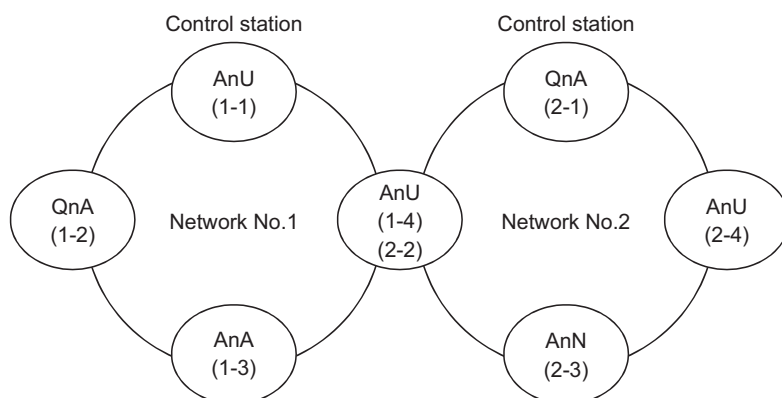 Control station
Control station
AnU
(1-1)
QnA
(2-1)
QnA
(1-2)
Network No.1
AnU
(1-4)
(2-2)
Network No.2
AnU
(2-4)
AnA
(1-3)
AnN
(2-3)